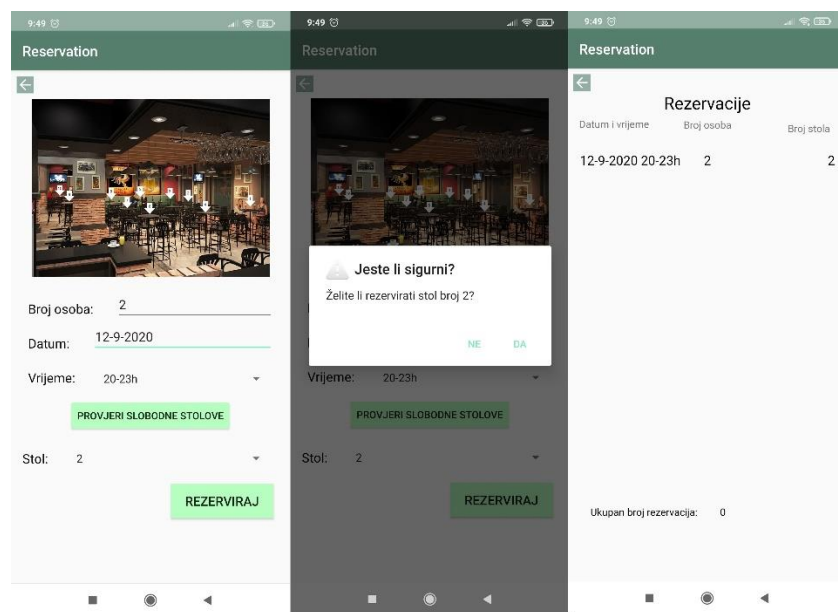 9:49
Reservation
Broj osoba: 2
Datum: 12-9-2020
Vrijeme: 20-23h
PROVJERI SLOBODNE STOLOVE
Stol: 2
REZERVIRAJ
9:49
Reservation
Jeste li sigurni?
Želite li rezervirati stol broj 2?
NE DA
Vrijeme: 20-23h
PROVJERI SLOBODNE STOLOVE
Stol: 2
REZERVIRAJ
9:49
Reservation
Rezervacije
Datum i vrijeme Broj osoba Broj stola
12-9-2020 20-23h 2 2
Ukupan broj rezervacija: 0